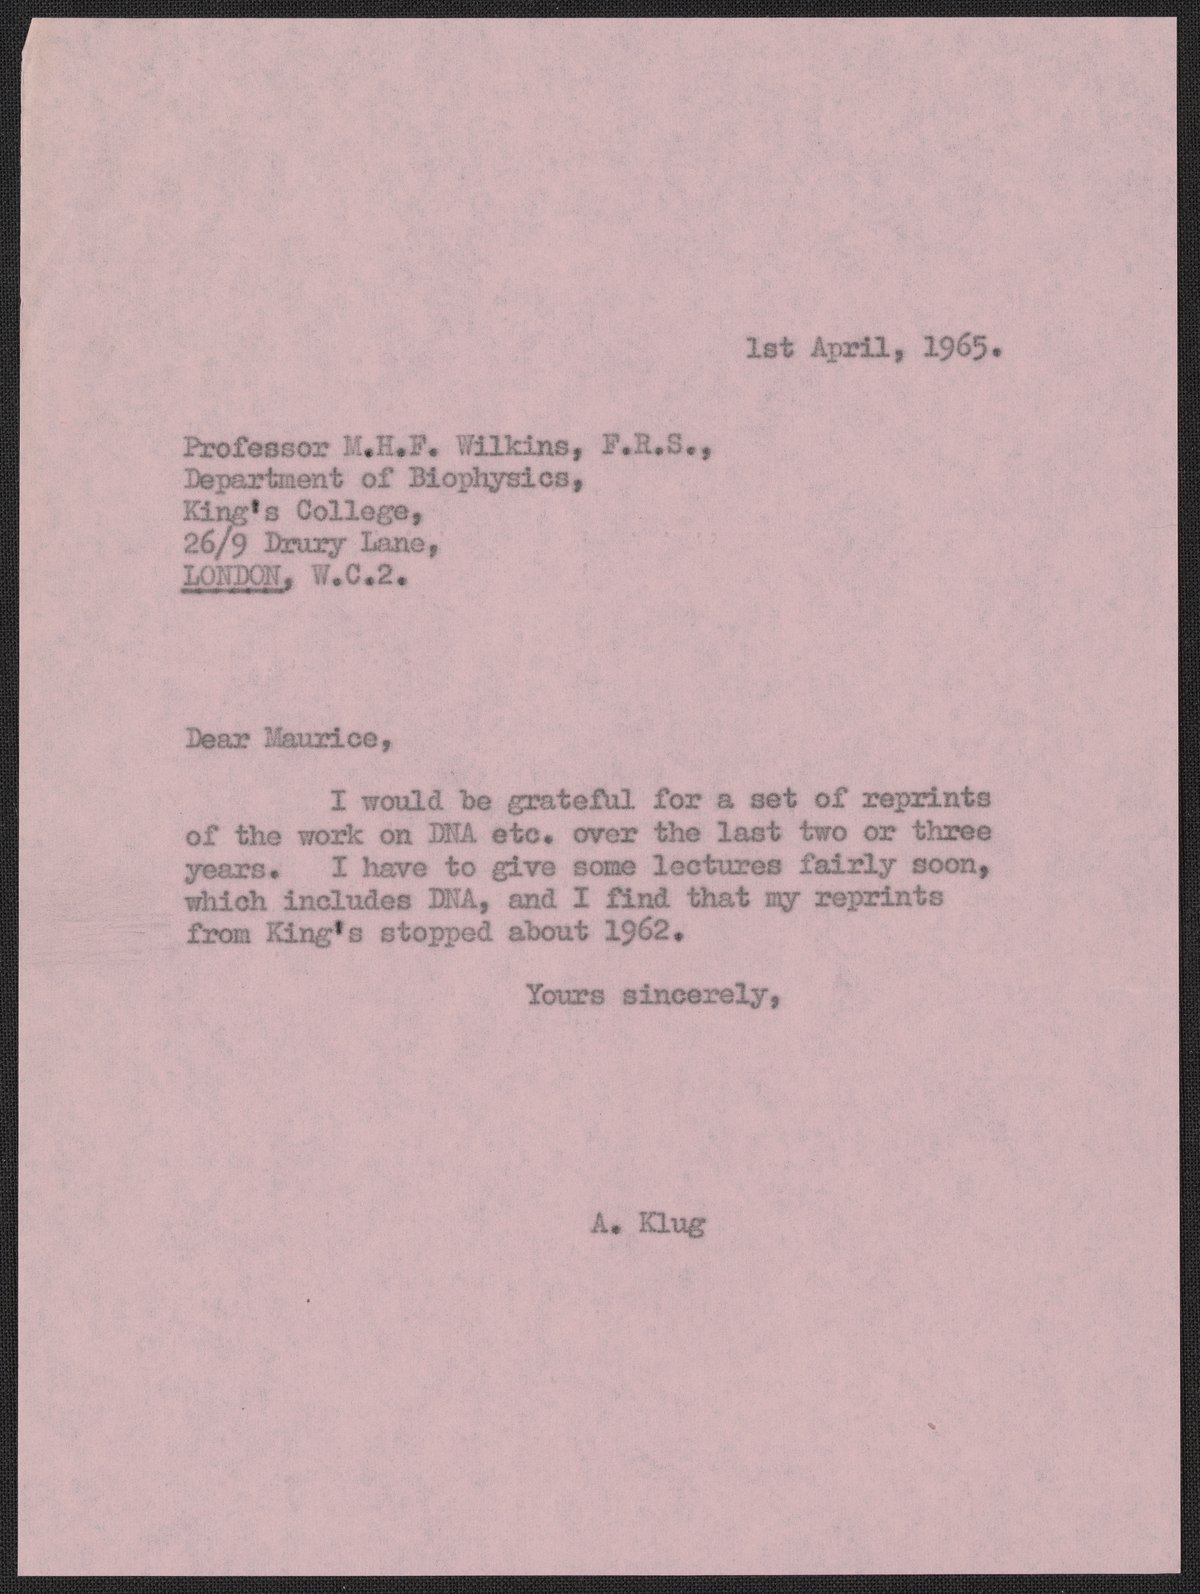 1st April, 1965.
Professor M.H.F. Wilkins, F.R.S.,
Department of Biophysics,
King's College,
26/9 Drury Lane,
LONDON, W.C.2.
Dear Maurice,
I would be grateful for a set of reprints
of the work on DNA etc. over the last two or three
years. I have to give some lectures fairly soon,
which includes DNA, and I find that my reprints
from King's stopped about 1962.
Yours sincerely,
A. Klug